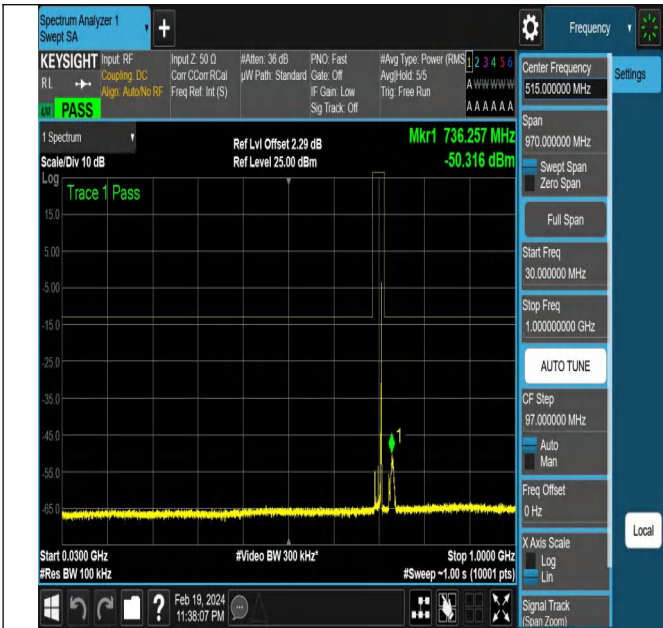 Spectrum Analyzer 1
Swept SA
+
Frequency
KEYSIGHT
RL
PASS
Input: RF
Coupling: DC
Align: Auto/No RF
Input Z: 50 Ω
Corr CCorr RCal
Freq Ref: Int (S)
#Atten: 36 dB
µW Path: Standard
PNO: Fast
Gate: Off
IF Gain: Low
Sig Track: Off
#Avg Type: Power (RMS
Avg|Hold: 5/5
Trig: Free Run
1 2 3 4 5 6
A W W W W W
A A A A A A
1 Spectrum
Scale/Div 10 dB
Ref Lvl Offset 2.29 dB
Ref Level 25.00 dBm
Mkr1 736.257 MHz
-50.316 dBm
Log
Trace 1 Pass
15.0
5.00
-5.00
-15.0
-25.0
-35.0
-45.0
-55.0
-65.0
1
Start 0.0300 GHz
#Res BW 100 kHz
#Video BW 300 kHz*
Stop 1.0000 GHz
#Sweep ~1.00 s (10001 pts)
Feb 19, 2024
11:38:07 PM
?
Center Frequency
515.000000 MHz
Settings
Span
970.000000 MHz
Swept Span
Zero Span
Full Span
Start Freq
30.000000 MHz
Stop Freq
1.000000000 GHz
AUTO TUNE
CF Step
97.000000 MHz
Auto
Man
Freq Offset
0 Hz
X Axis Scale
Log
Lin
Signal Track
(Span Zoom)
Local